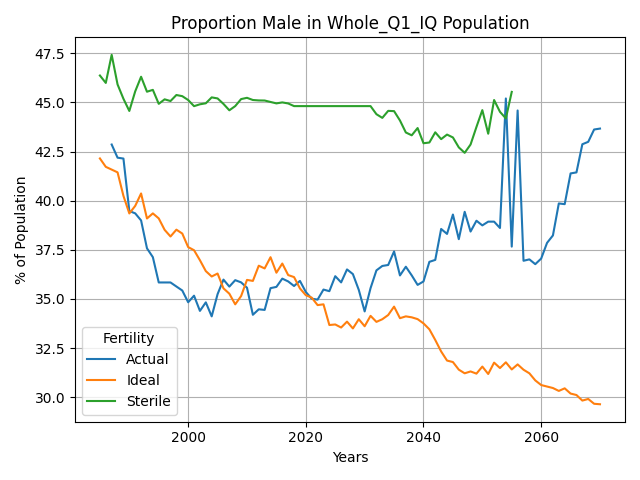 Proportion Male in Whole_Q1_IQ Population
% of Population
47.5
45.0
42.5
40.0
37.5
35.0
32.5
30.0
Fertility
Actual
Ideal
Sterile
2000
2020
2040
2060
Years